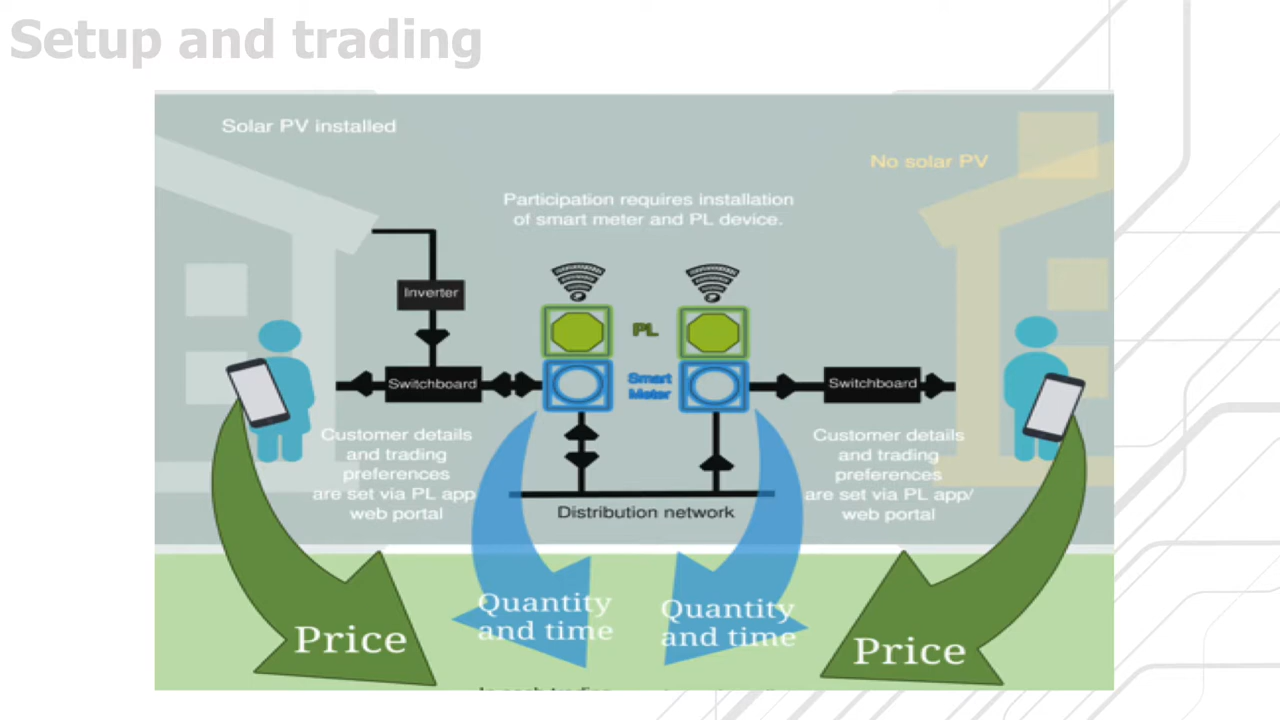 Setup and trading
Solar PV installed
No solar PV
Participation requires installation
of smart meter and PL device.
Inverter
PL
Switchboard
Smart
Meter
Switchboard
Customer details
and trading
preferences
are set via PL app
web portal
Customer details
and trading
preferences
are set via PL app/
web portal
Distribution network
Quantity
and time
Quantity
and time
Price
Price